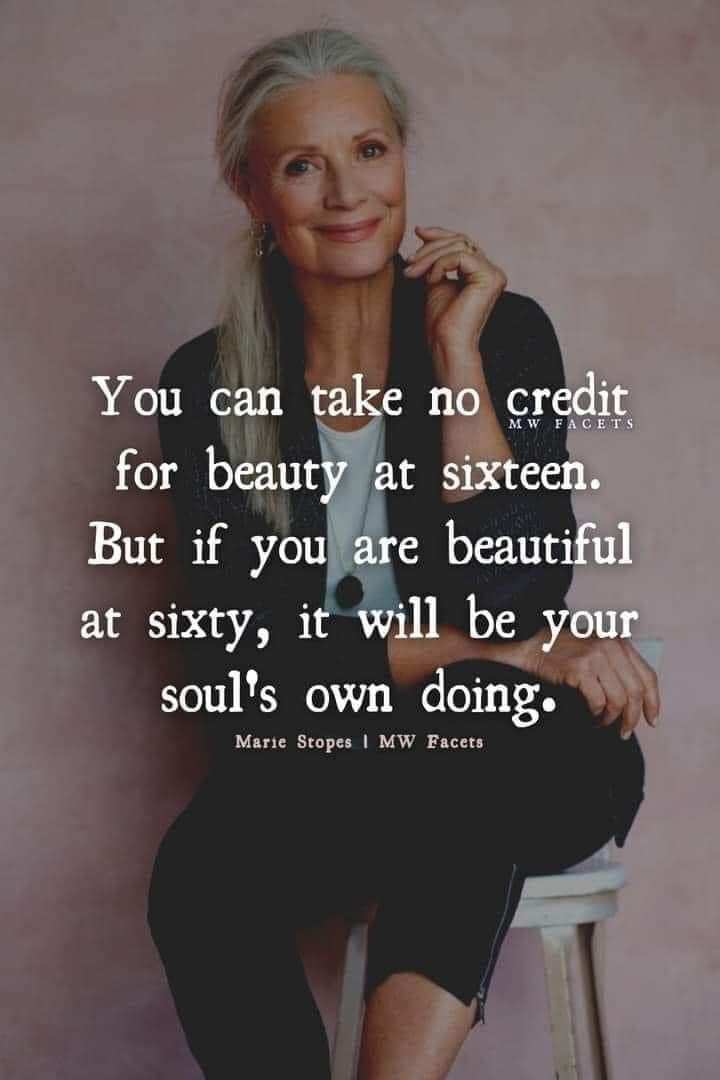 You can take no credit
MW FACETS
for beauty at sixteen.
But if you are beautiful
at sixty, it will be your
soul's own doing.
Marie Stopes | MW Facets